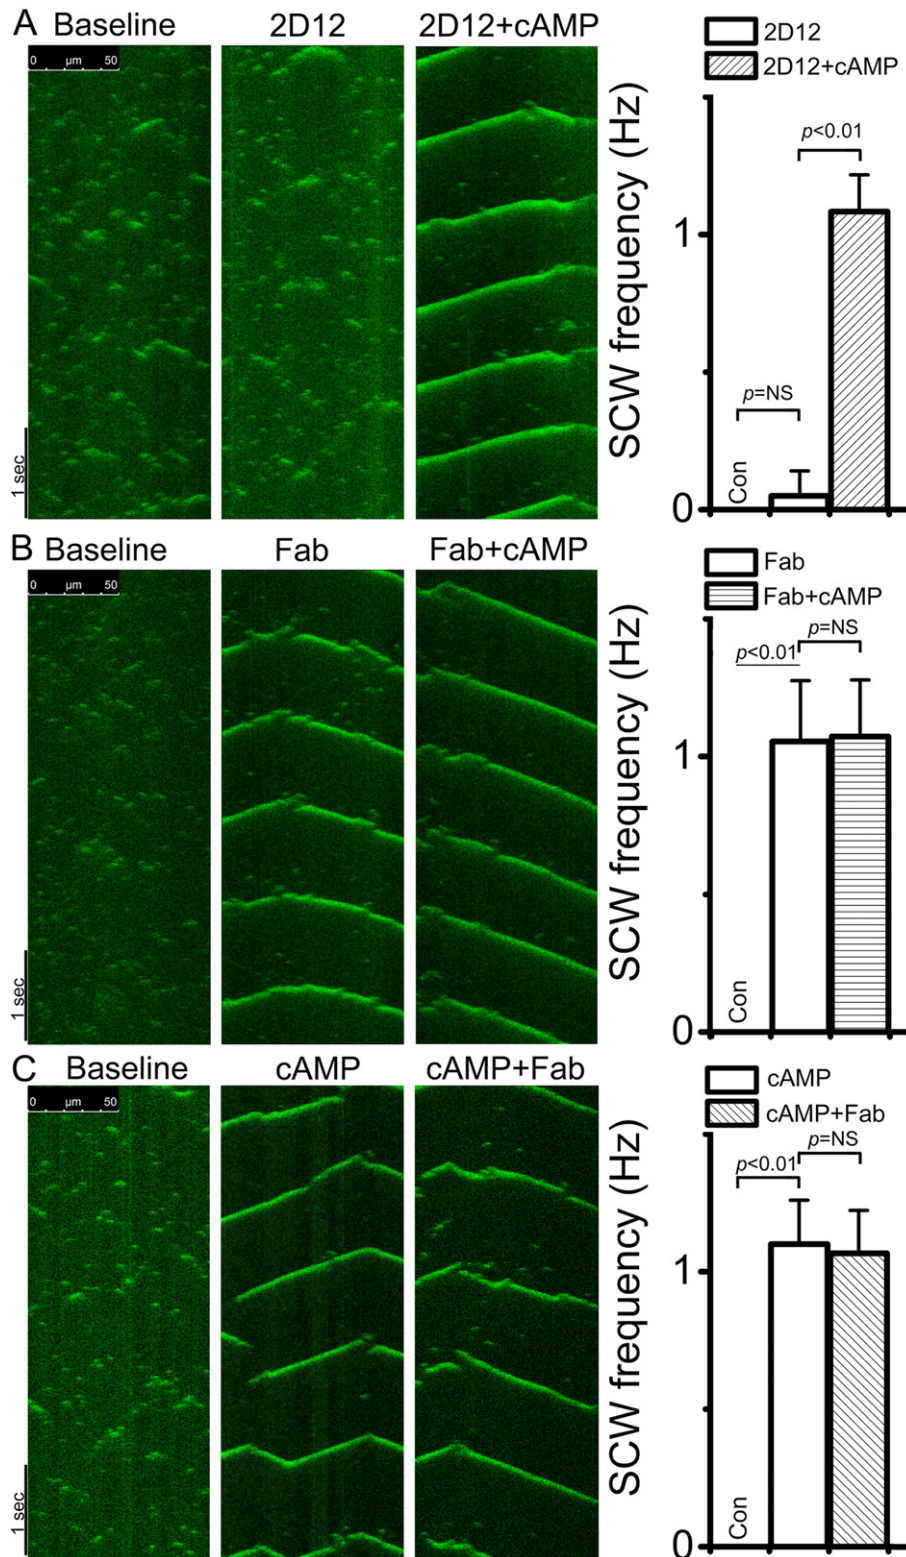 A Baseline 2D12 2D12+cAMP
0 µm 50
1 sec
SCW frequency (Hz)
2D12
2D12+cAMP
p<0.01
1
p=NS
Con
0
B Baseline Fab Fab+cAMP
0 µm 50
1 sec
SCW frequency (Hz)
Fab
Fab+cAMP
p=NS
p<0.01
1
Con
0
C Baseline cAMP cAMP+Fab
0 µm 50
1 sec
SCW frequency (Hz)
cAMP
cAMP+Fab
p=NS
p<0.01
1
Con
0